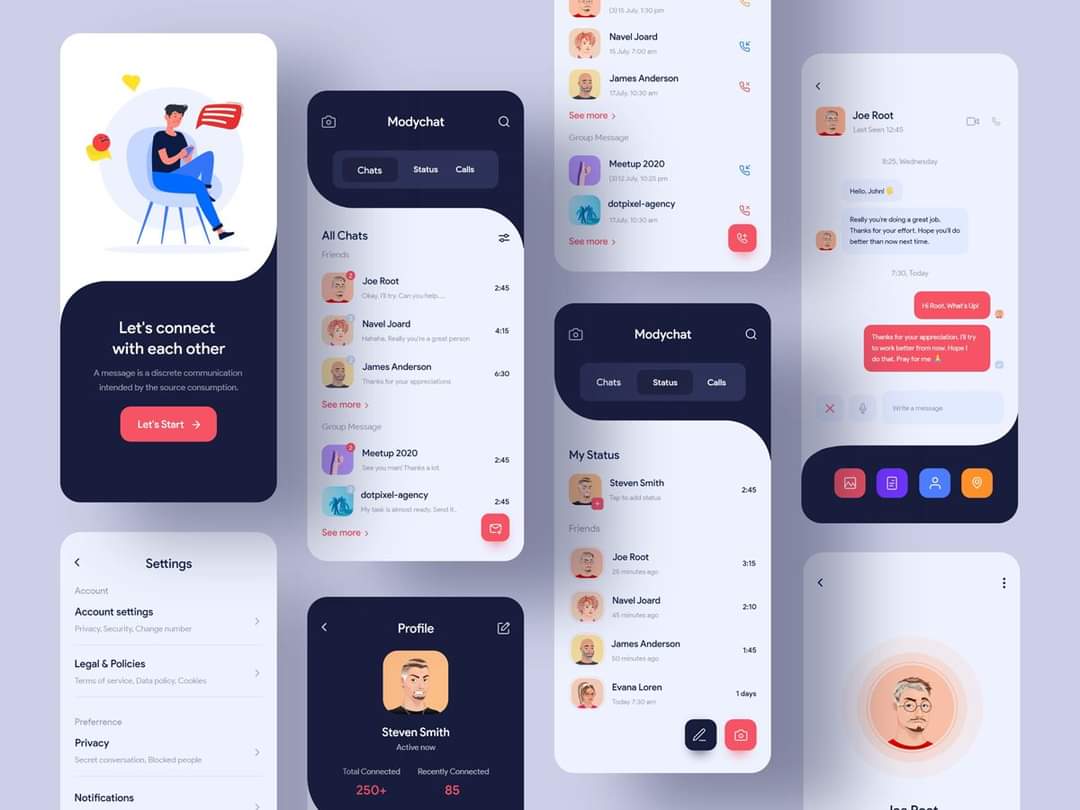 Let's connect
with each other
A message is a discrete communication
intended by the source consumption.
Let's Start
Settings
Account
Account settings
Privacy, Security, Change number
Legal & Policies
Terms of service, Data policy, Cookies
Preferrence
Privacy
Secret conversation, Blocked people
Notifications
Modychat
Chats
Status
Calls
All Chats
Friends
2
Joe Root
Okay. I'll try. Can you help....
2:45
Navel Joard
Hahaha, Really you're a great person
4:15
James Anderson
Thanks for your appreciations
6:30
See more
Group Message
2
Meetup 2020
See you man! Thanks a lot.
2:45
dotpixel-agency
My task is almost ready. Send it..
2:45
See more
Profile
Steven Smith
Active now
Total Connected
Recently Connected
250+
85
(3) 15 July, 1:30 pm
Navel Joard
15 July, 7:00 am
James Anderson
17July, 10:30 am
See more
Group Message
Meetup 2020
(3) 12 July, 10:25 pm
dotpixel-agency
17July, 10:30 am
See more
Modychat
Chats
Status
Calls
My Status
Steven Smith
Tap to add status
2:45
Friends
Joe Root
25 minutes ago
3:15
Navel Joard
45 minutes ago
2:10
James Anderson
50 minutes ago
1:45
Evana Loren
Today 7:30 am
1 days
Joe Root
Last Seen 12:45
8:25, Wednesday
Hello, John! 
Really you're doing a great job.
Thanks for your effort. Hope you'll do
better than now next time.
7:30, Today
Hi Root, What's Up!
Thanks for your appreciation. I'll try
to work better from now. Hope I
do that. Pray for me 🙏
Write a message
Joe Root